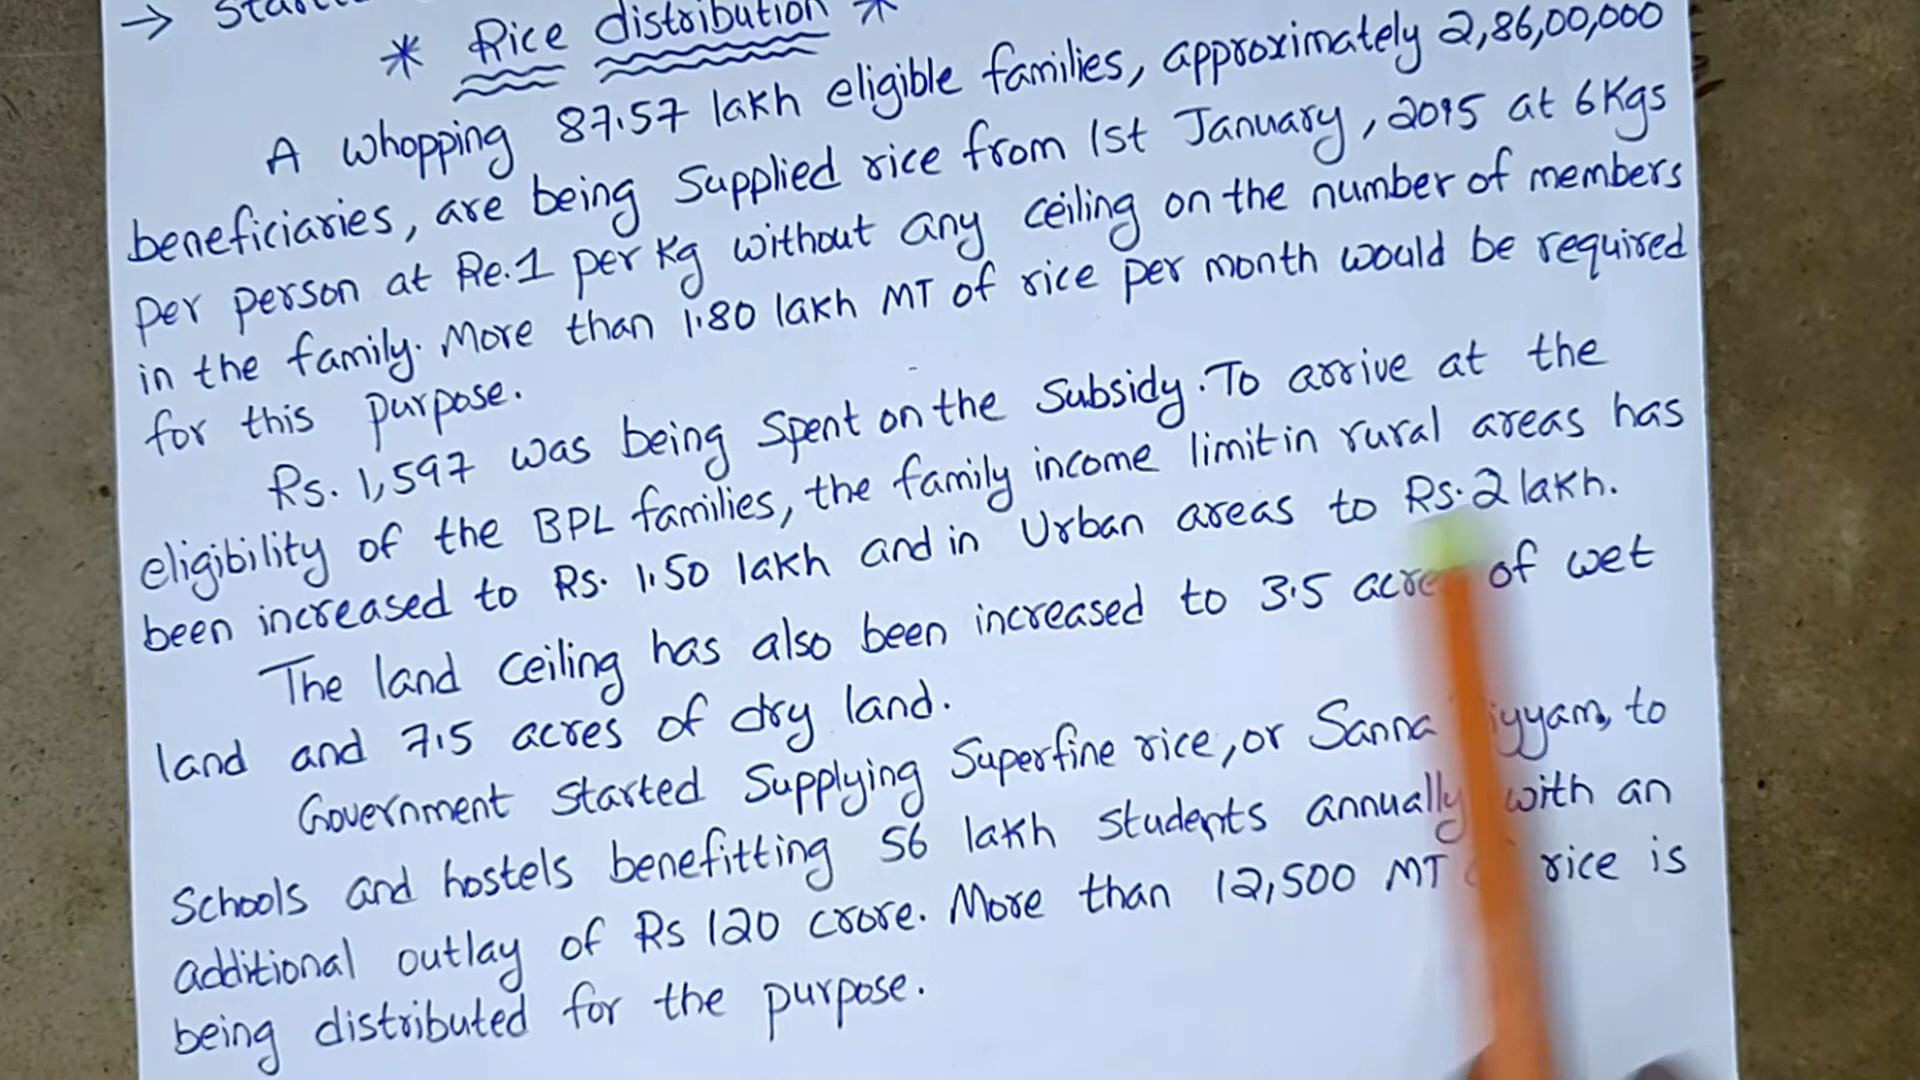 →
* Rice distribution *
A whopping 87.57 lakh eligible families, approximately 2,86,00,000
beneficiaries, are being Supplied rice from 1st January, 2015 at 6Kgs
per person at Re.1 per kg without any ceiling on the number of members
in the family. More than 1.80 lakh MT of rice per month would be required
for this purpose.
Rs. 1,597 was being spent on the Subsidy. To arrive at the
eligibility of the BPL families, the family income limit in rural areas has
been increased to Rs. 1.50 lakh and in Urban areas to Rs. 2 lakh.
The land ceiling has also been increased to 3.5 of wet
land and 7.5 acres of dry land.
Government Started Supplying Superfine rice, or Sanna to
Schools and hostels benefitting 56 lakh students annually with an
additional outlay of Rs 120 crore. More than 12,500 MT rice is
being distributed for the purpose.